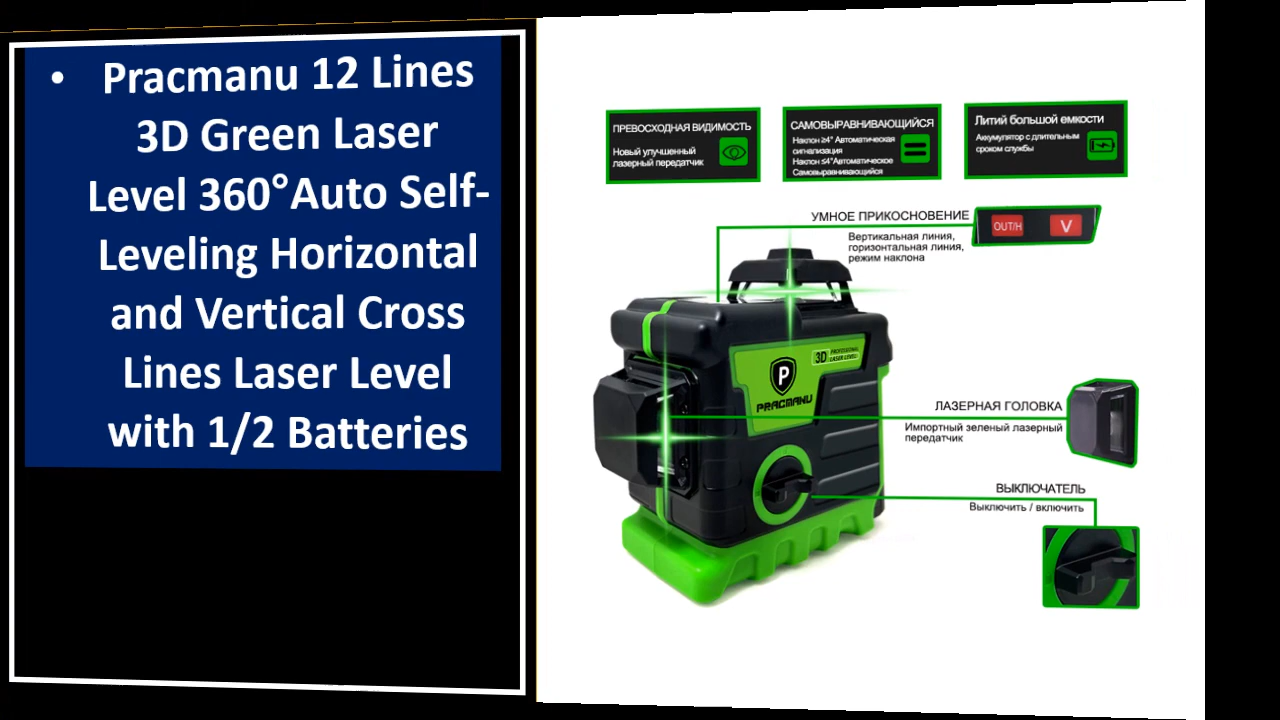 • Pracmanu 12 Lines
3D Green Laser
Level 360°Auto Self-
Leveling Horizontal
and Vertical Cross
Lines Laser Level
with 1/2 Batteries
ПРЕВОСХОДНАЯ ВИДИМОСТЬ
Новый улучшенный
лазерный передатчик
САМОВЫРАВНИВАЮЩИЙСЯ
Наклон ≥4° Автоматическая
сигнализация
Наклон ≤4°Автоматическое
Самовыравнивающийся
Литий большой емкости
Аккумулятор с длительным
сроком службы
УМНОЕ ПРИКОСНОВЕНИЕ
Вертикальная линия,
горизонтальная линия,
режим наклона
OUT/H V
3D PROFESSIONAL
LASER LEVEL
P
PRACMANU
ЛАЗЕРНАЯ ГОЛОВКА
Импортный зеленый лазерный
передатчик
ВЫКЛЮЧАТЕЛЬ
Выключить / включить